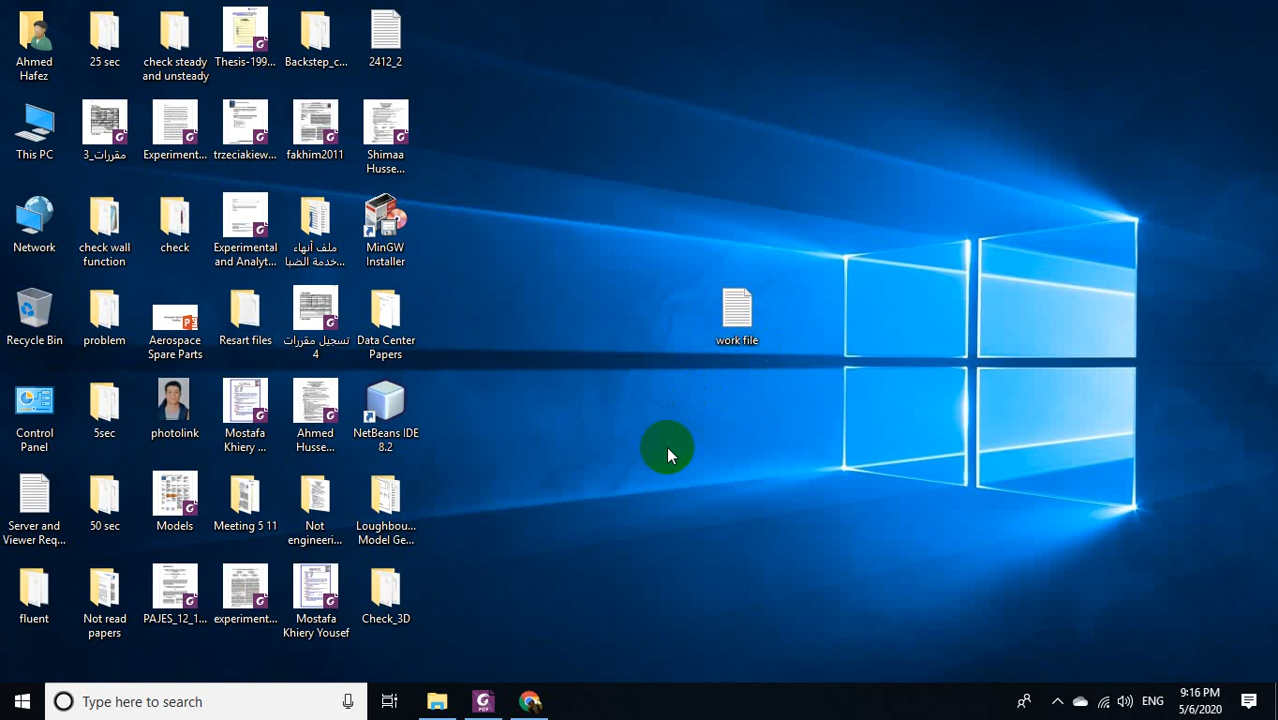 Ahmed
Hafez
25 sec
check steady
and unsteady
Thesis-199...
Backstep_c...
2412_2
This PC
مقررات_3
Experiment...
trzeciakiew...
fakhim2011
Shimaa
Husse...
Network
check wall
function
check
Experimental
and Analyt...
ملف أنهاء
خدمة الضبا...
MinGW
Installer
Recycle Bin
problem
Aerospace
Spare Parts
Resart files
تسجيل مقررات
4
Data Center
Papers
work file
Control
Panel
5sec
photolink
Mostafa
Khiery ...
Ahmed
Husse...
NetBeans IDE
8.2
Server and
Viewer Req...
50 sec
Models
Meeting 5 11
Not
engineeri...
Loughbou...
Model Ge...
fluent
Not read
papers
PAJES_12_1...
experiment...
Mostafa
Khiery Yousef
Check_3D
Type here to search
PDF
ENG
9:16 PM
5/6/2020